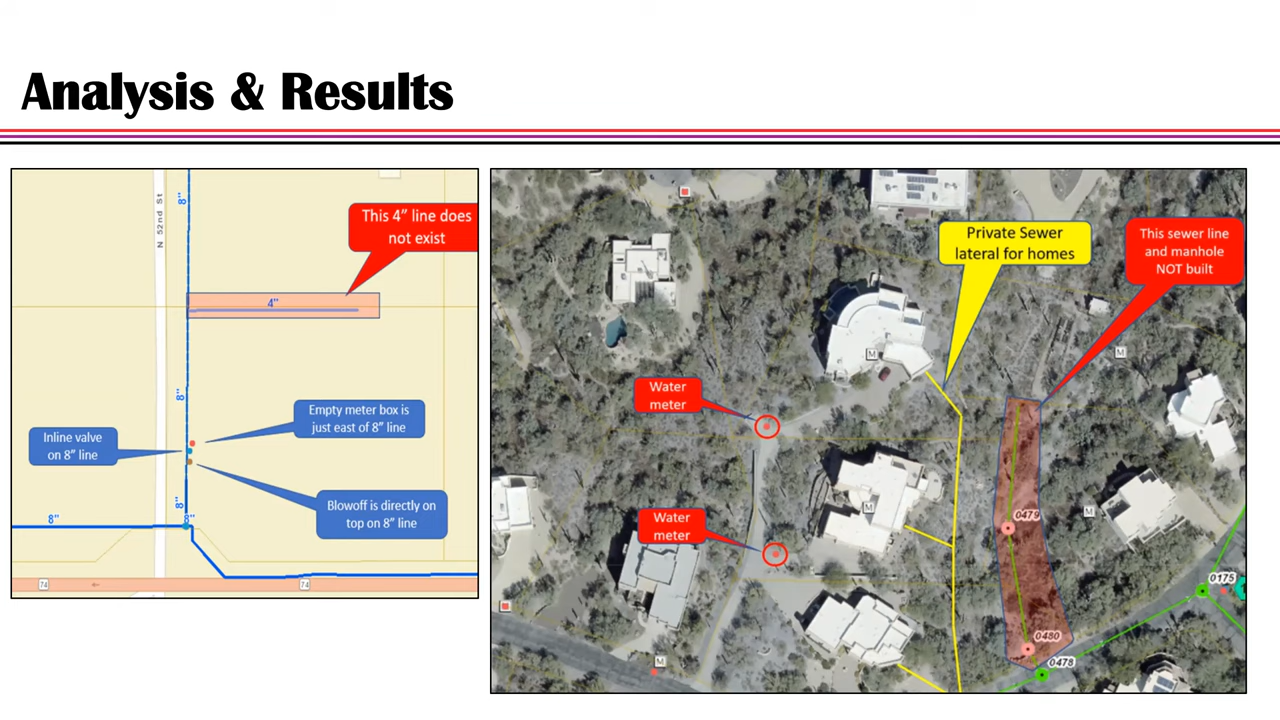 Analysis & Results
N 52nd St
8"
This 4” line does
not exist
4"
8"
Empty meter box is
just east of 8” line
Inline valve
on 8” line
8"
Blowoff is directly on
top on 8” line
8"
8"
74
74
Private Sewer
lateral for homes
This sewer line
and manhole
NOT built
M
M
Water
meter
M
M
0479
Water
meter
0175
0480
0478
M